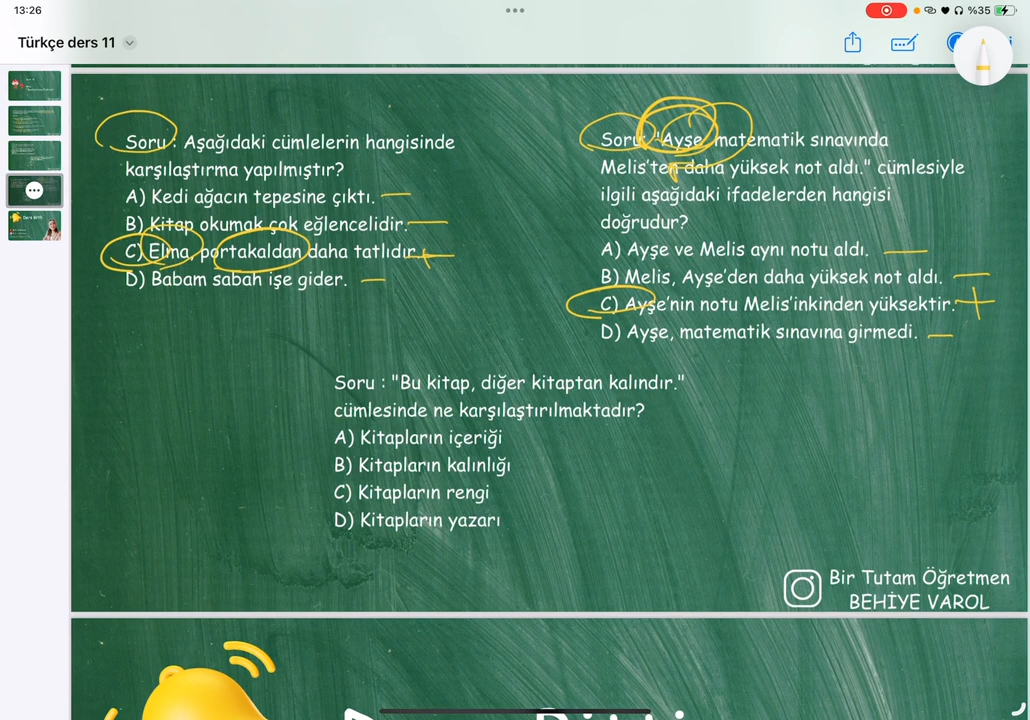 13:26
%35
Türkçe ders 11
Soru : Aşağıdaki cümlelerin hangisinde
karşılaştırma yapılmıştır?
A) Kedi ağacın tepesine çıktı.
B) Kitap okumak çok eğlencelidir.
C) Elma, portakaldan daha tatlıdır.
D) Babam sabah işe gider.
Soru: "Ayşe, matematik sınavında
Melis'ten daha yüksek not aldı." cümlesiyle
ilgili aşağıdaki ifadelerden hangisi
doğrudur?
A) Ayşe ve Melis aynı notu aldı.
B) Melis, Ayşe'den daha yüksek not aldı.
C) Ayşe'nin notu Melis'inkinden yüksektir.
D) Ayşe, matematik sınavına girmedi.
Soru : "Bu kitap, diğer kitaptan kalındır."
cümlesinde ne karşılaştırılmaktadır?
A) Kitapların içeriği
B) Kitapların kalınlığı
C) Kitapların rengi
D) Kitapların yazarı
Bir Tutam Öğretmen
BEHİYE VAROL